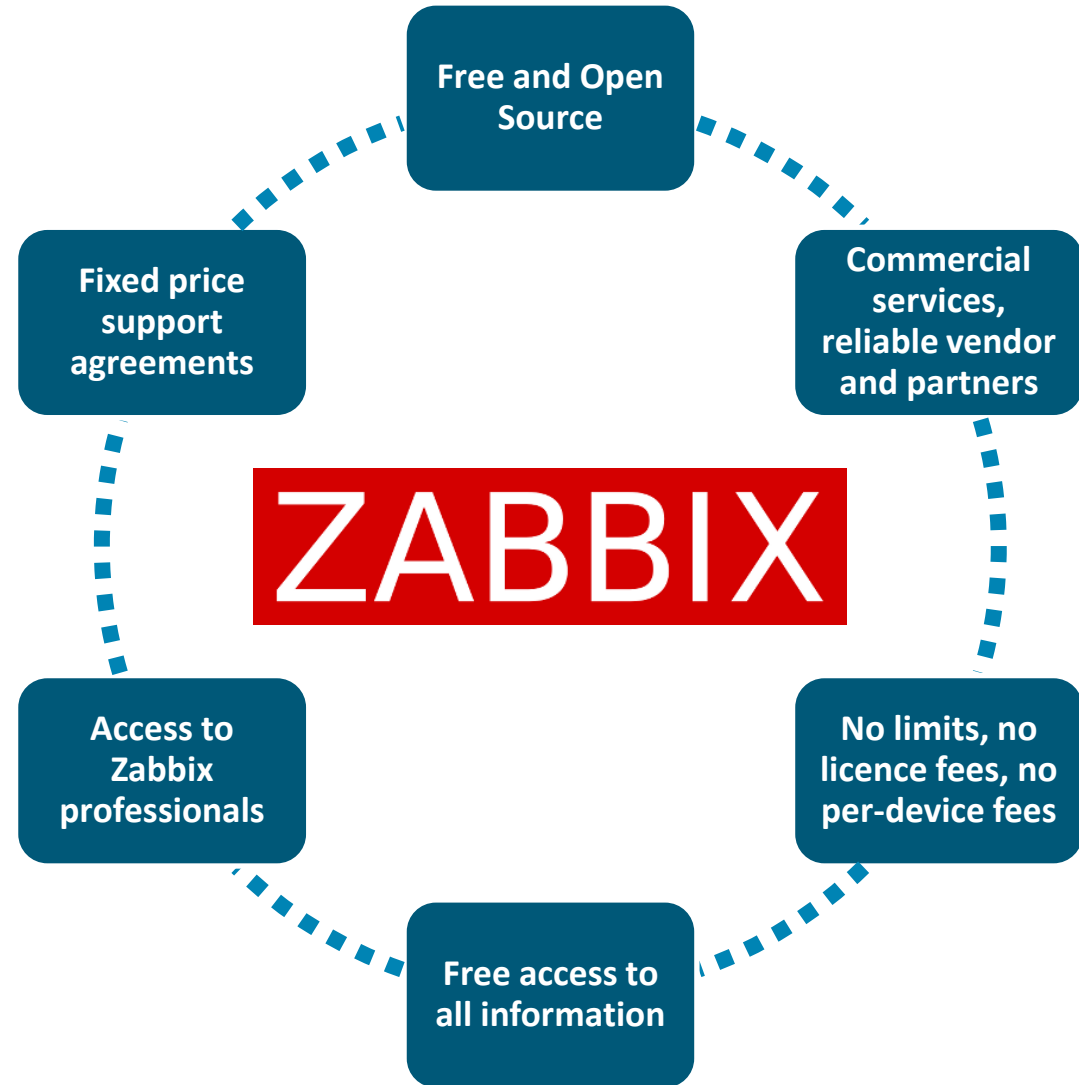 Free and Open
Source
Commercial
services,
reliable vendor
and partners
No limits, no
licence fees, no
per-device fees
Free access to
all information
Access to
Zabbix
professionals
Fixed price
support
agreements
ZABBIX